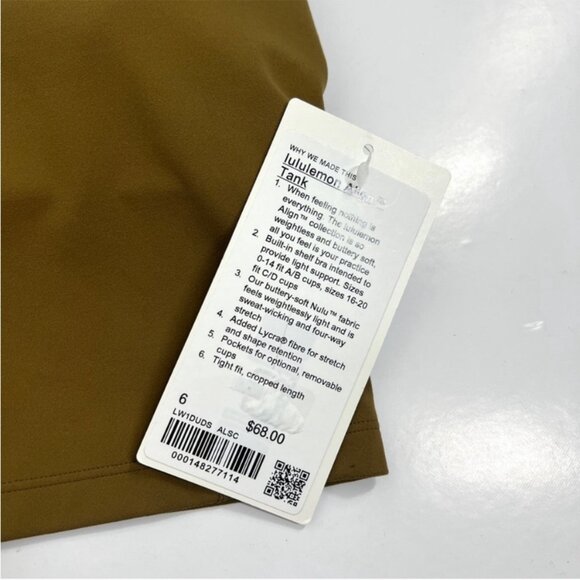 WHY WE MADE THIS
lululemon Align™
Tank
1. When feeling nothing is
everything. The lululemon
Align™ collection is so
weightless and buttery soft,
all you feel is your practice
2. Built-in shelf bra intended to
provide light support. Sizes
0-14 fit A/B cups, sizes 16-20
fit C/D cups
3. Our buttery-soft Nulu™ fabric
feels weightlessly light and is
sweat-wicking and four-way
stretch
4. Added Lycra® fibre for stretch
and shape retention
5. Pockets for optional, removable
cups
6. Tight fit, cropped length
6 $68.00
LW1DUDS ALSC
000148277114